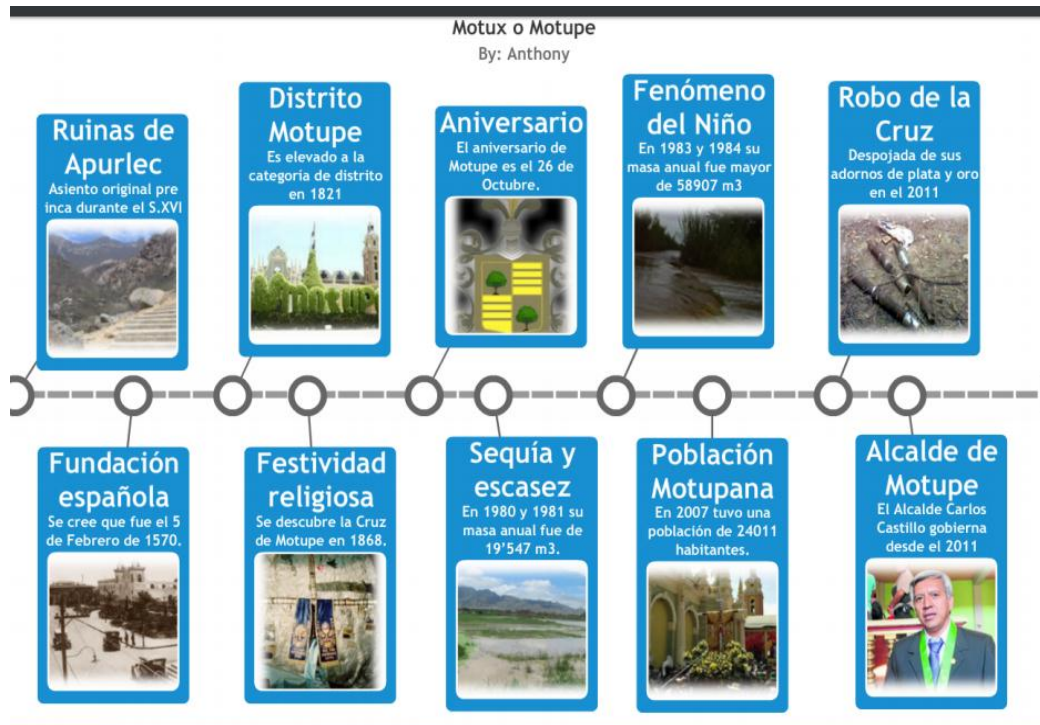 Motux o Motupe
By: Anthony
Ruinas de
Apurlec
Asiento original pre
inca durante el S.XVI
Fundación
española
Se cree que fue el 5
de Febrero de 1570.
Distrito
Motupe
Es elevado a la
categoría de distrito
en 1821
Festividad
religiosa
Se descubre la Cruz
de Motupe en 1868.
Aniversario
El aniversario de
Motupe es el 26 de
Octubre.
Sequía y
escasez
En 1980 y 1981 su
masa anual fue de
19'547 m3.
Fenómeno
del Niño
En 1983 y 1984 su
masa anual fue mayor
de 58907 m3
Población
Motupana
En 2007 tuvo una
población de 24011
habitantes.
Robo de la
Cruz
Despojada de sus
adornos de plata y oro
en el 2011
Alcalde de
Motupe
El Alcalde Carlos
Castillo gobierna
desde el 2011